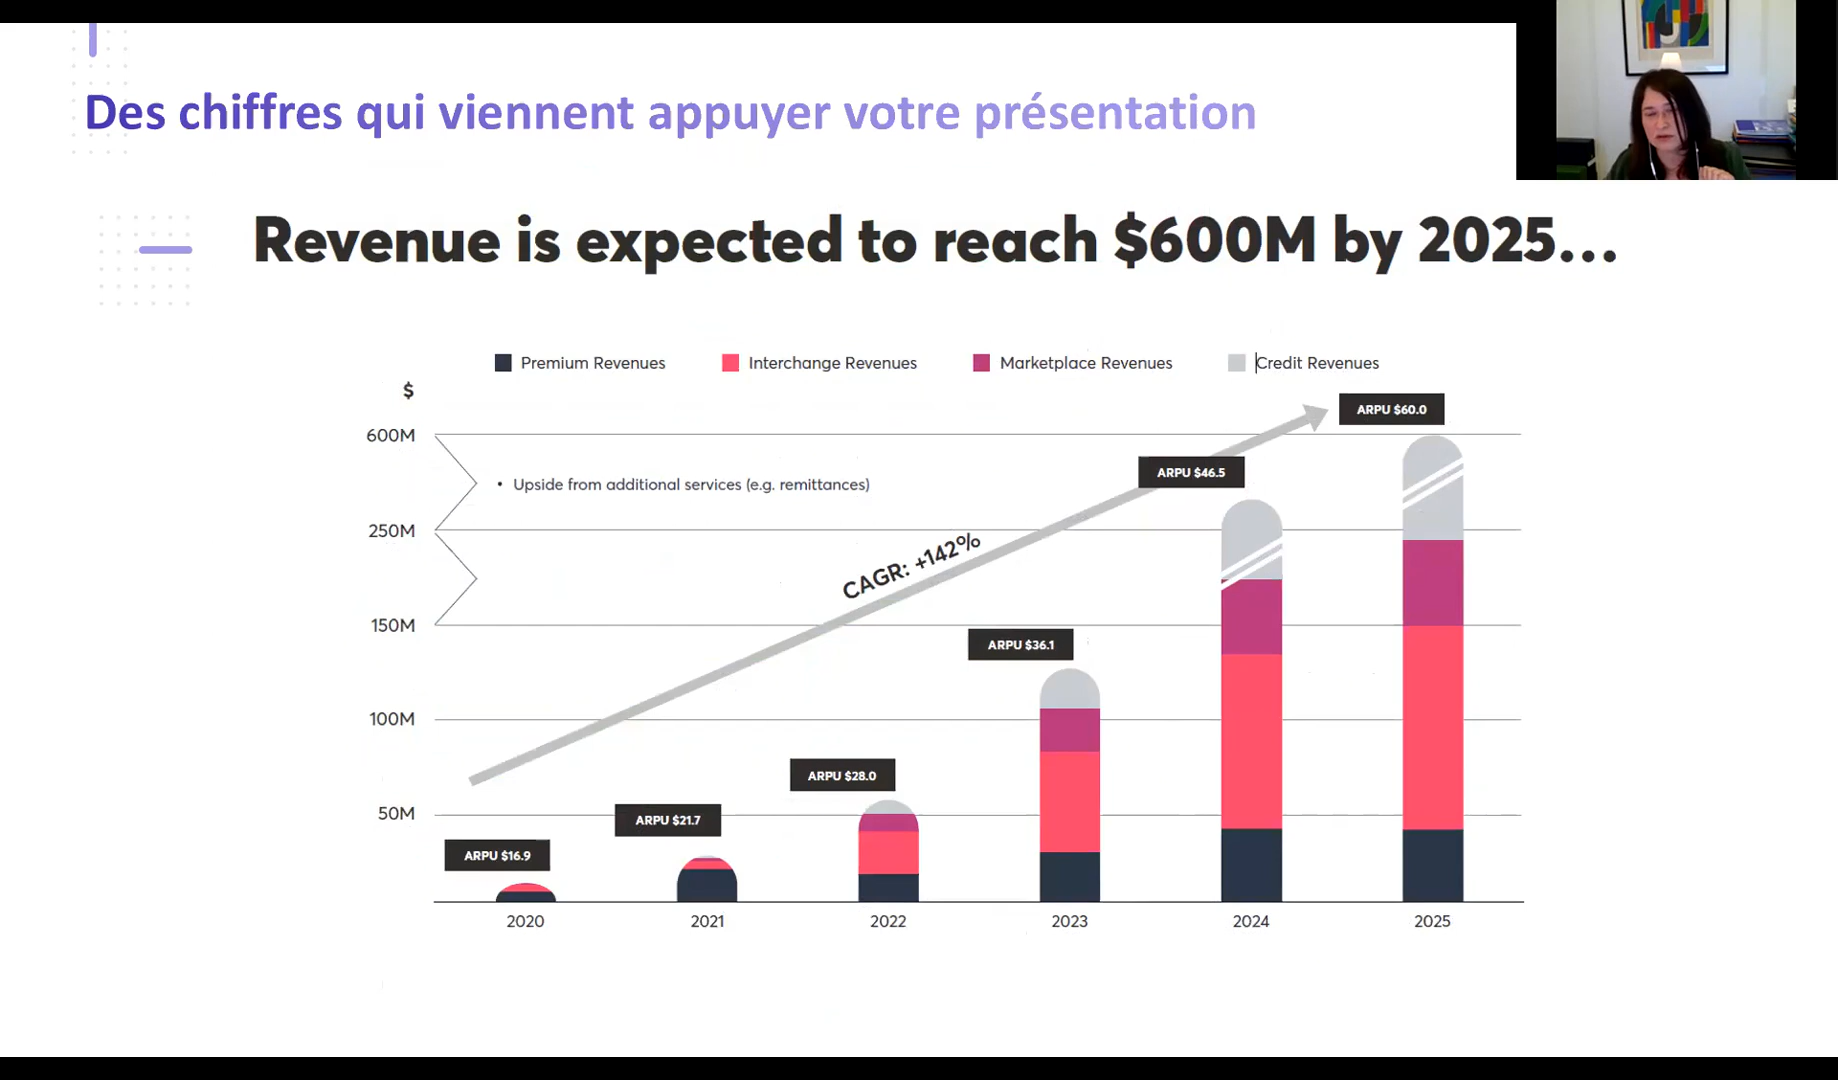 Des chiffres qui viennent appuyer votre présentation
Revenue is expected to reach $600M by 2025...
Premium Revenues
Interchange Revenues
Marketplace Revenues
Credit Revenues
$
ARPU $60.0
600M
ARPU $46.5
• Upside from additional services (e.g. remittances)
250M
CAGR: +142%
150M
ARPU $36.1
100M
ARPU $28.0
50M
ARPU $21.7
ARPU $16.9
2020
2021
2022
2023
2024
2025